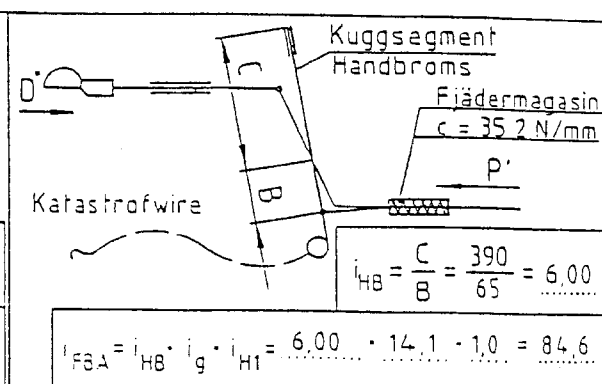 Kuggsegment
Handbroms
Fjädermagasin
c = 35.2 N/mm
D*
C
B
P'
Katastrofwire
i_HB = C/B = 390/65 = 6,00
i_FBA = i_HB · i_g · i_H1 = 6,00 · 14,1 · 1,0 = 84,6